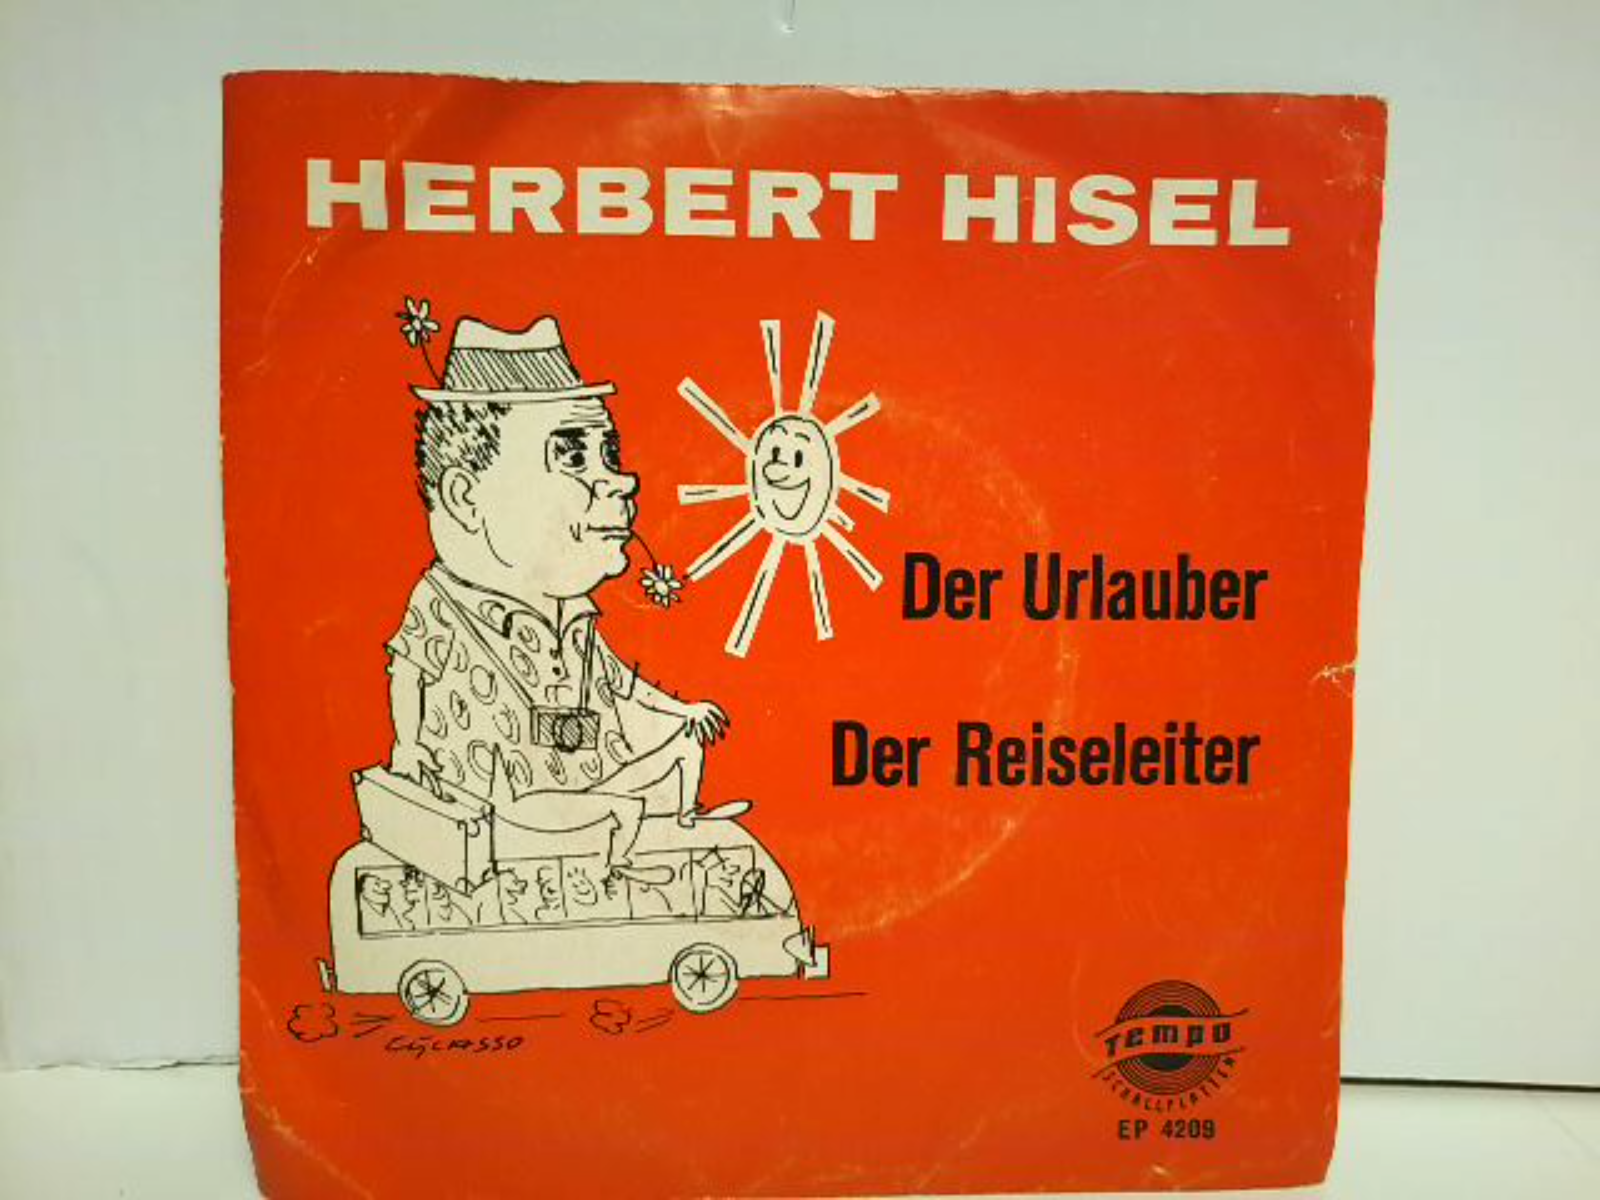 HERBERT HISEL
Der Urlauber
Der Reiseleiter
Tempo
SCHALLPLATTEN
EP 4209